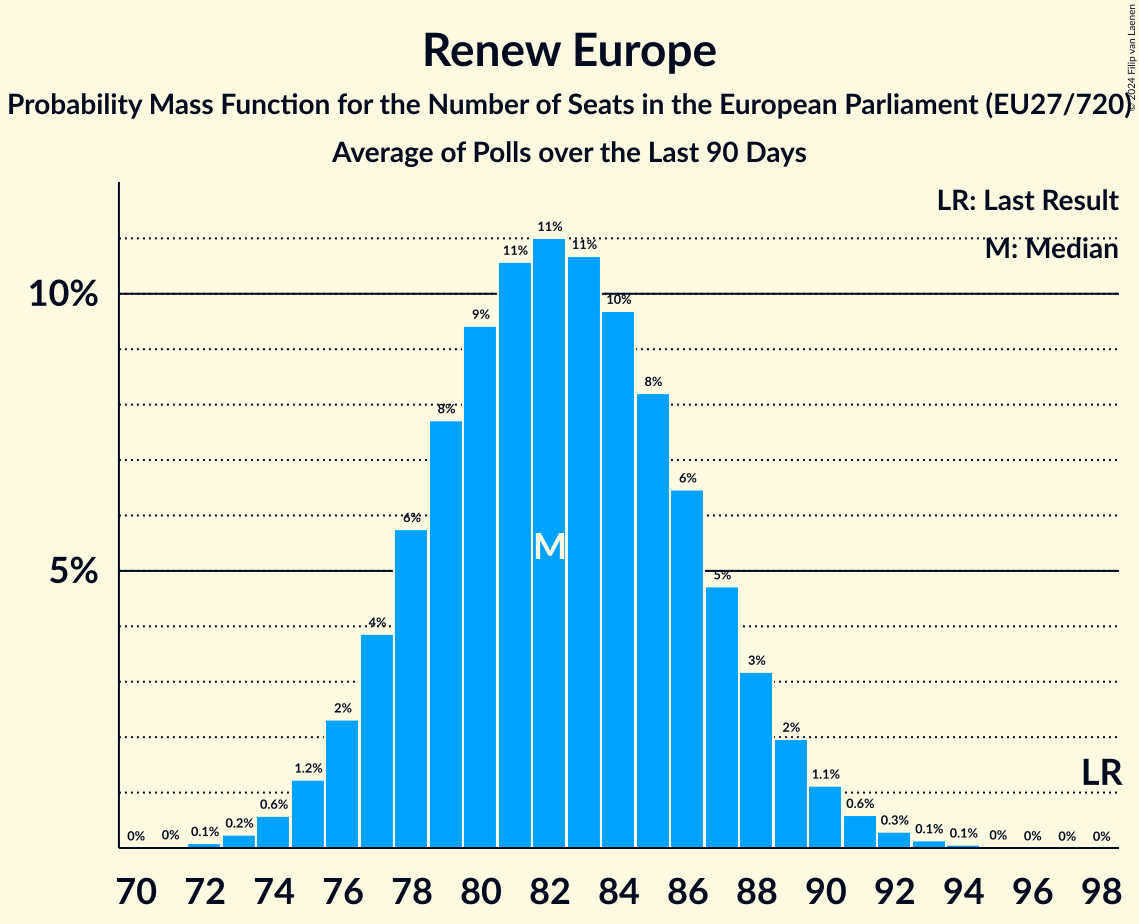 © 2024 Filip van Laenen
Renew Europe
Probability Mass Function for the Number of Seats in the European Parliament (EU27/720)
Average of Polls over the Last 90 Days
LR: Last Result
M: Median
10%
5%
0% 0% 0.1% 0.2% 0.6% 1.2% 2% 4% 6% 8% 9% 11% 11% 11% 10% 8% 6% 5% 3% 2% 1.1% 0.6% 0.3% 0.1% 0.1% 0% 0% 0% 0%
M
LR
70 72 74 76 78 80 82 84 86 88 90 92 94 96 98